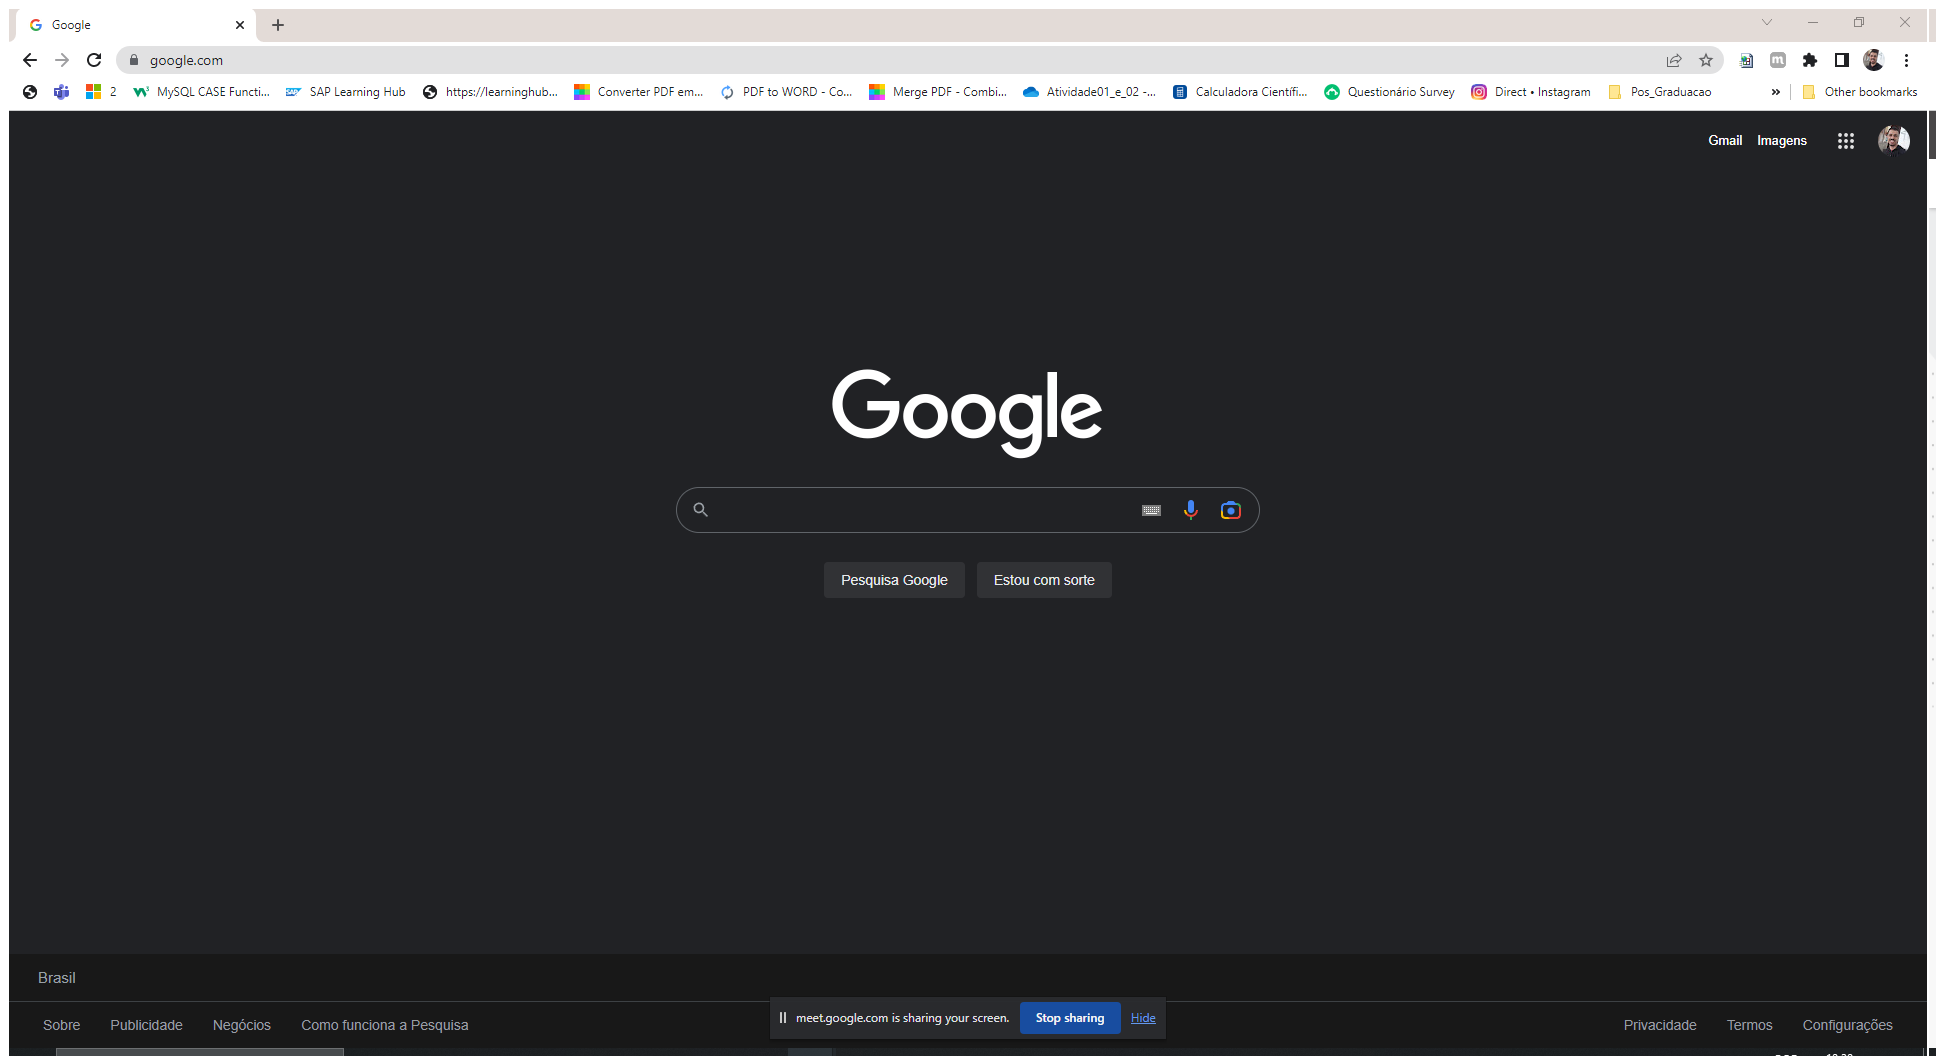 Google
google.com
2 MySQL CASE Functi... SAP Learning Hub https://learninghub... Converter PDF em... PDF to WORD - Co... Merge PDF - Combi... Atividade01_e_02 -... Calculadora Científi... Questionário Survey Direct • Instagram Pos_Graduacao » Other bookmarks
Gmail Imagens
Google
Pesquisa Google Estou com sorte
Brasil
meet.google.com is sharing your screen. Stop sharing Hide
Sobre Publicidade Negócios Como funciona a Pesquisa Privacidade Termos Configurações